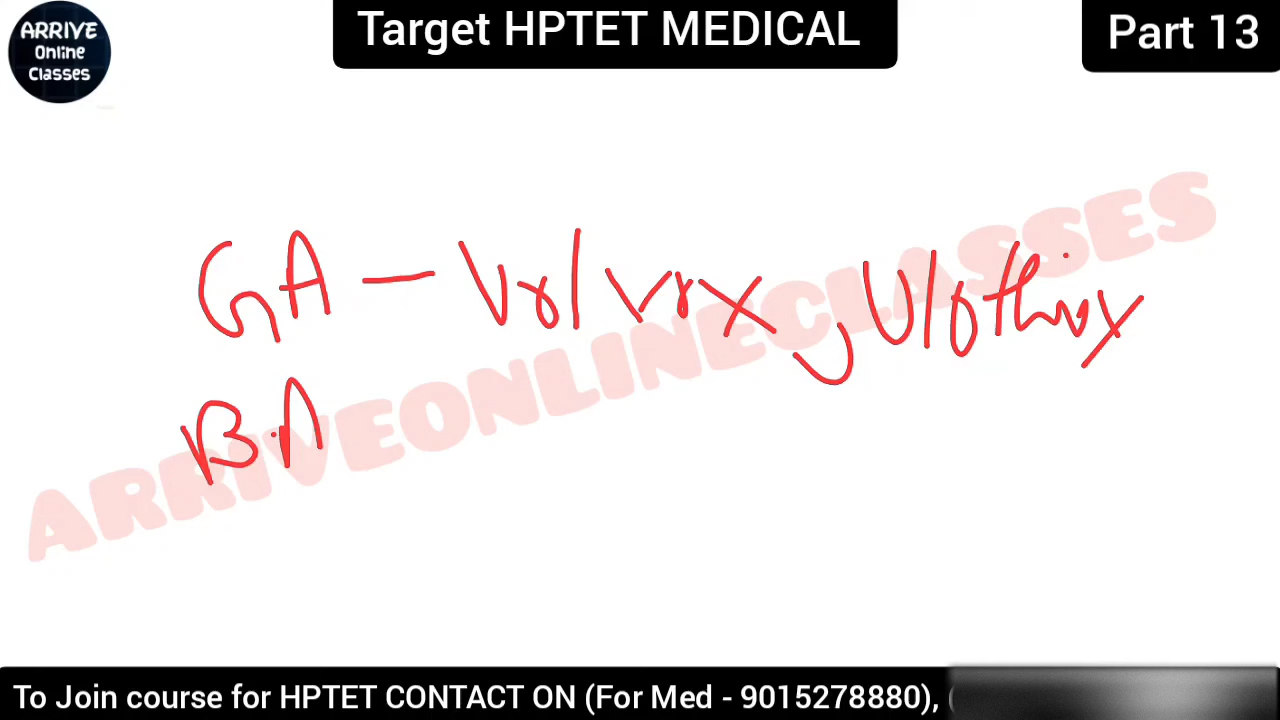 ARRIVE
Online
Classes
Target HPTET MEDICAL
Part 13
GA — Volvox, Ulothrix
B.A
ARRIVEONLINECLASSES
To Join course for HPTET CONTACT ON (For Med - 9015278880), (